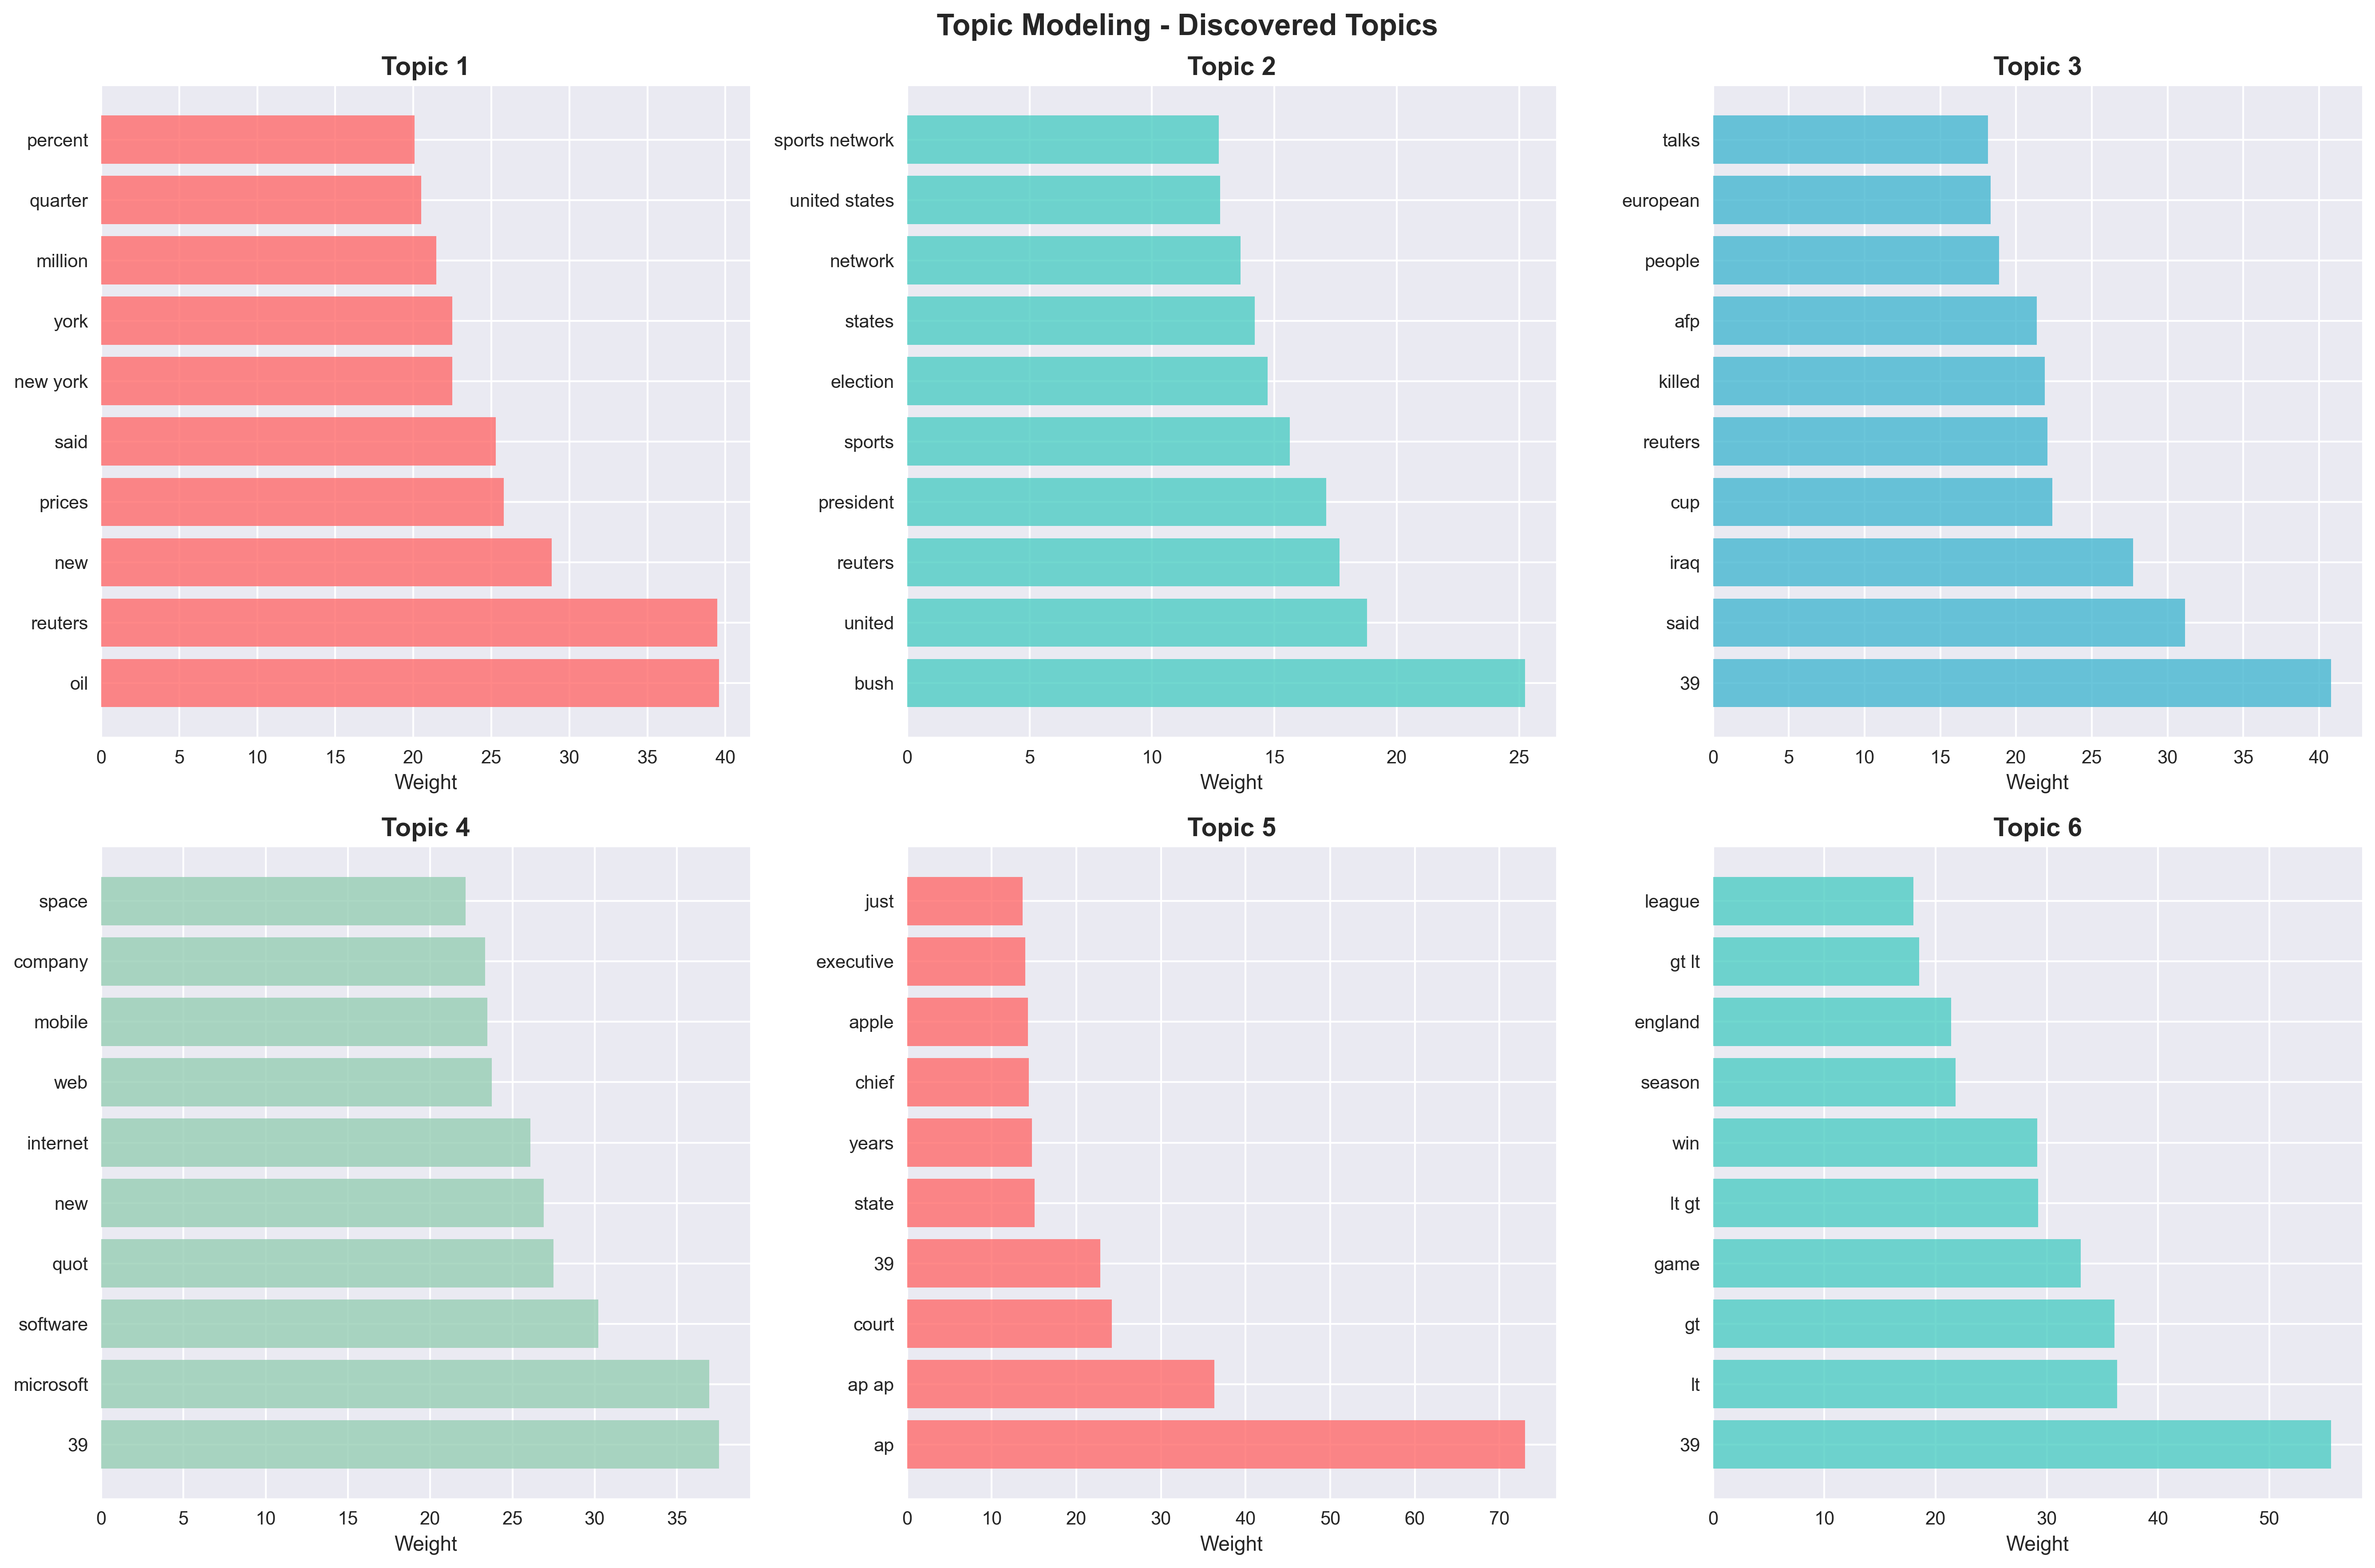 Topic Modeling - Discovered Topics
Topic 1
percent
quarter
million
york
new york
said
prices
new
reuters
oil
0 5 10 15 20 25 30 35 40
Weight
Topic 2
sports network
united states
network
states
election
sports
president
reuters
united
bush
0 5 10 15 20 25
Weight
Topic 3
talks
european
people
afp
killed
reuters
cup
iraq
said
39
0 5 10 15 20 25 30 35 40
Weight
Topic 4
space
company
mobile
web
internet
new
quot
software
microsoft
39
0 5 10 15 20 25 30 35
Weight
Topic 5
just
executive
apple
chief
years
state
39
court
ap ap
ap
0 10 20 30 40 50 60 70
Weight
Topic 6
league
gt lt
england
season
win
lt gt
game
gt
lt
39
0 10 20 30 40 50
Weight